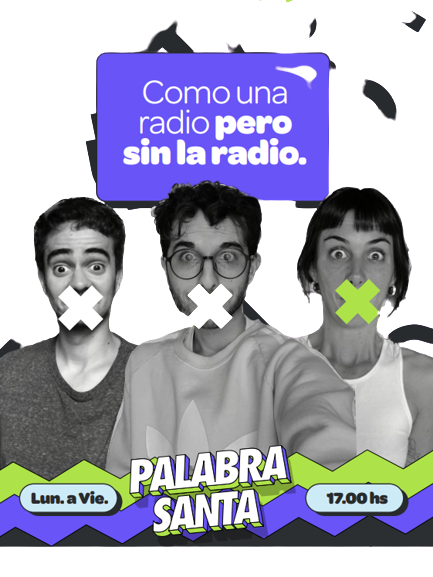 Como una
radio pero
sin la radio.
PALABRA
SANTA
Lun. a Vie.
17.00 hs